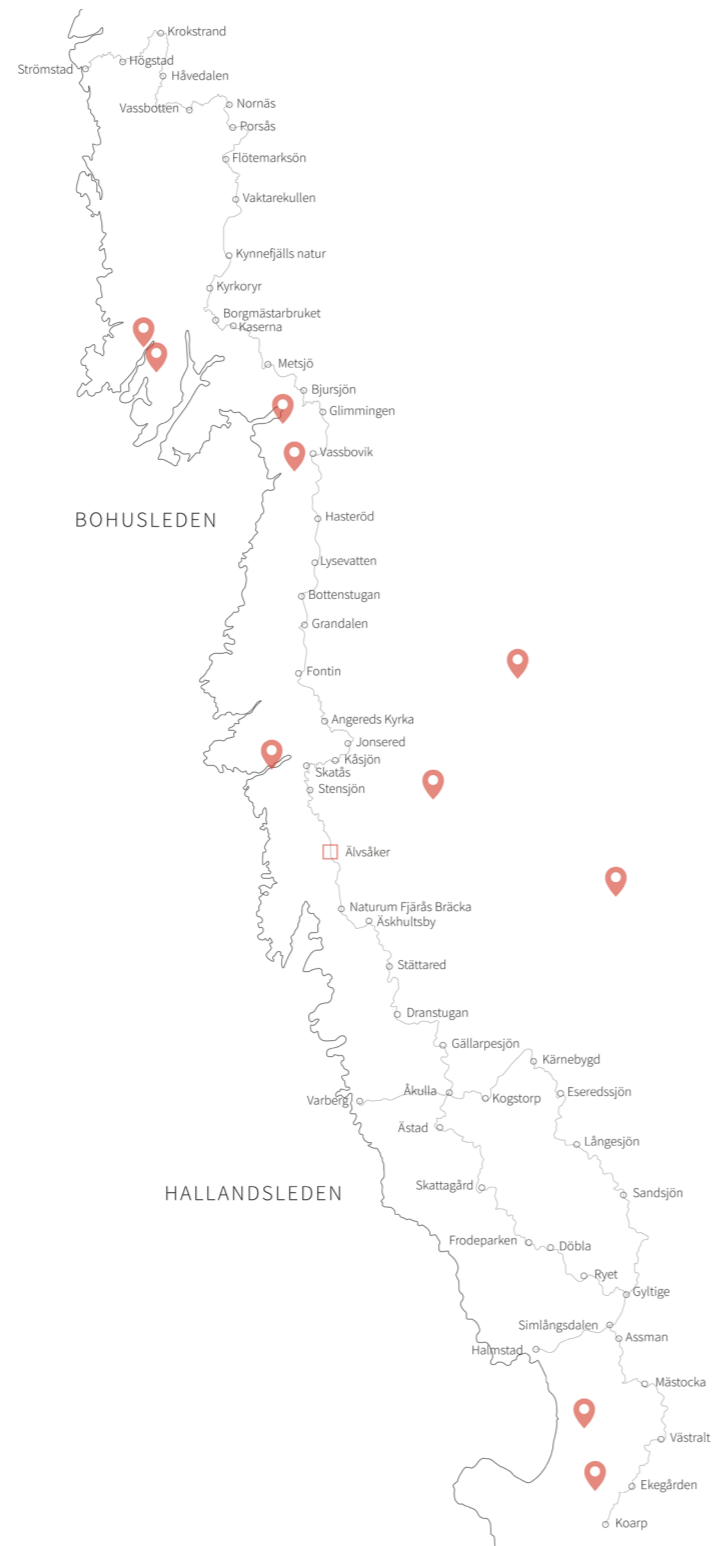 Krokstrand
Högstad
Strömstad
Håvedalen
Nornäs
Vassbotten
Porsås
Flötemarksön
Vaktarekullen
Kynnefjälls natur
Kyrkoryr
Borgmästarbruket
Kaserna
Metsjö
Bjursjön
Glimmingen
Vassbovik
BOHUSLEDEN
Hasteröd
Lysevatten
Bottenstugan
Grandalen
Fontin
Angereds Kyrka
Jonsered
Kåsjön
Skatås
Stensjön
Älvsåker
Naturum Fjärås Bräcka
Äskhultsby
Stättared
Dranstugan
Gällarpesjön
Kärnebygd
Åkulla
Eseredssjön
Kogstorp
Varberg
Ästad
Långesjön
Skattagård
HALLANDSLEDEN
Sandsjön
Frodeparken
Döbla
Ryet
Gyltige
Simlångsdalen
Assman
Halmstad
Mästocka
Västralt
Ekegården
Koarp